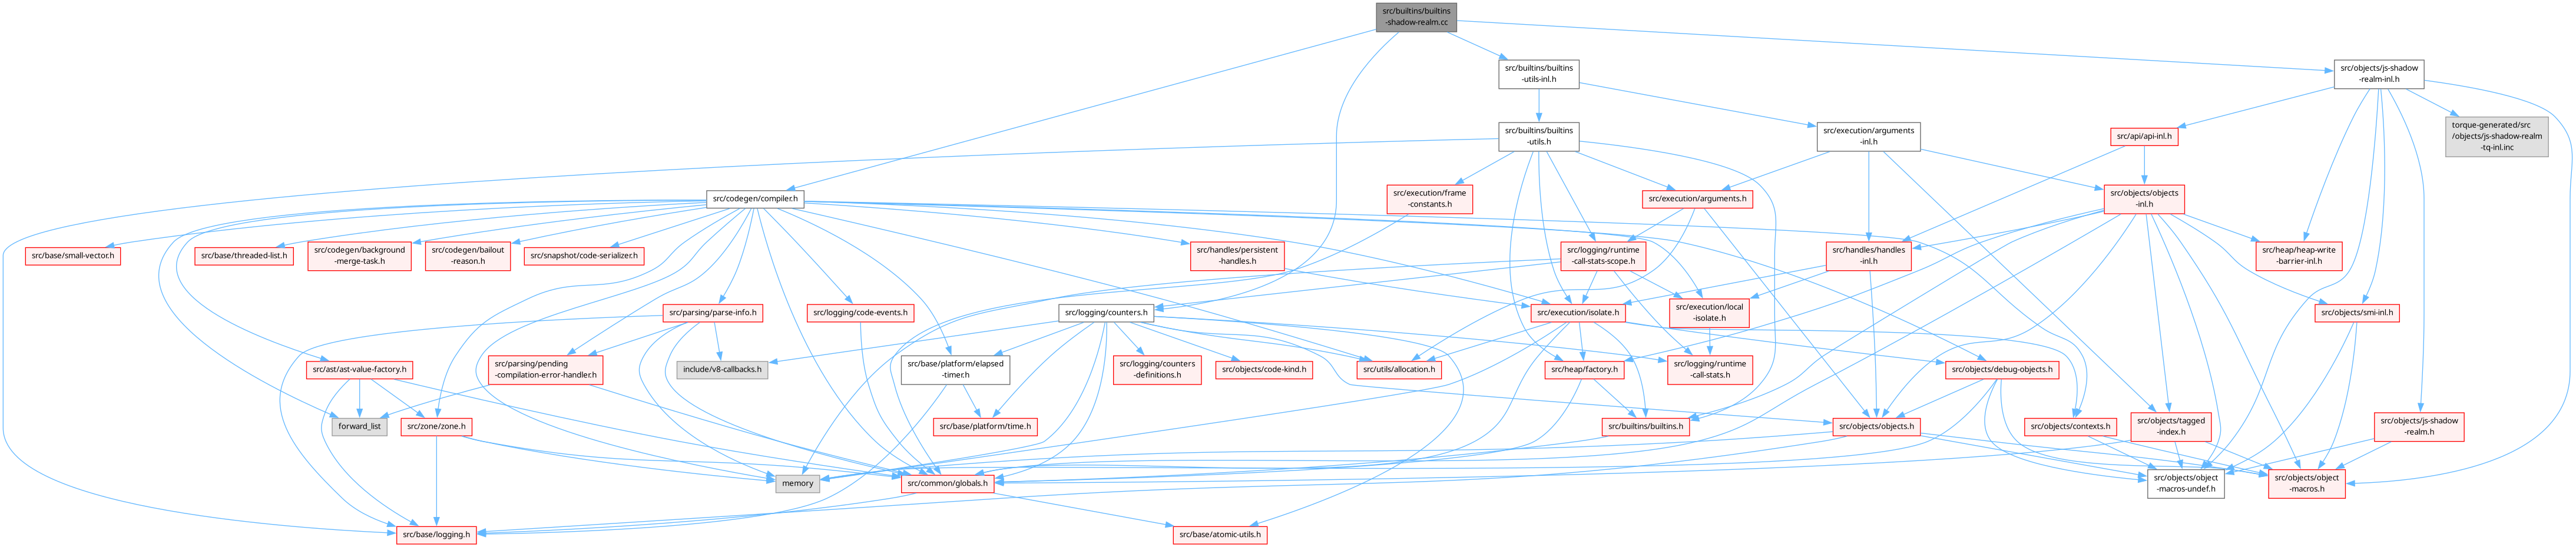 src/builtins/builtins
-shadow-realm.cc
src/builtins/builtins
-utils-inl.h
src/objects/js-shadow
-realm-inl.h
src/builtins/builtins
-utils.h
src/execution/arguments
-inl.h
src/api/api-inl.h
torque-generated/src
/objects/js-shadow-realm
-tq-inl.inc
src/codegen/compiler.h
src/execution/frame
-constants.h
src/execution/arguments.h
src/objects/objects
-inl.h
src/base/small-vector.h
src/base/threaded-list.h
src/codegen/background
-merge-task.h
src/codegen/bailout
-reason.h
src/snapshot/code-serializer.h
src/handles/persistent
-handles.h
src/logging/runtime
-call-stats-scope.h
src/handles/handles
-inl.h
src/heap/heap-write
-barrier-inl.h
src/parsing/parse-info.h
src/logging/code-events.h
src/logging/counters.h
src/execution/isolate.h
src/execution/local
-isolate.h
src/objects/smi-inl.h
src/ast/ast-value-factory.h
src/parsing/pending
-compilation-error-handler.h
include/v8-callbacks.h
src/base/platform/elapsed
-timer.h
src/logging/counters
-definitions.h
src/objects/code-kind.h
src/utils/allocation.h
src/heap/factory.h
src/logging/runtime
-call-stats.h
src/objects/debug-objects.h
forward_list
src/zone/zone.h
src/base/platform/time.h
src/builtins/builtins.h
src/objects/objects.h
src/objects/contexts.h
src/objects/tagged
-index.h
src/objects/js-shadow
-realm.h
memory
src/common/globals.h
src/objects/object
-macros-undef.h
src/objects/object
-macros.h
src/base/logging.h
src/base/atomic-utils.h